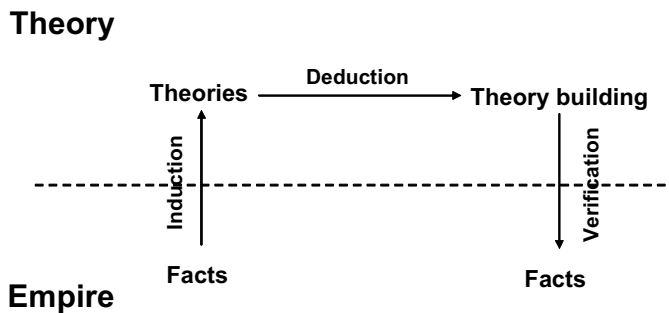 Theory
Deduction
Theories
Theory building
Induction
Verification
Facts
Facts
Empire